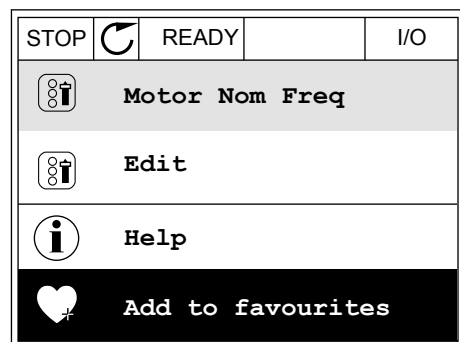 STOP READY I/O
Motor Nom Freq
Edit
Help
Add to favourites